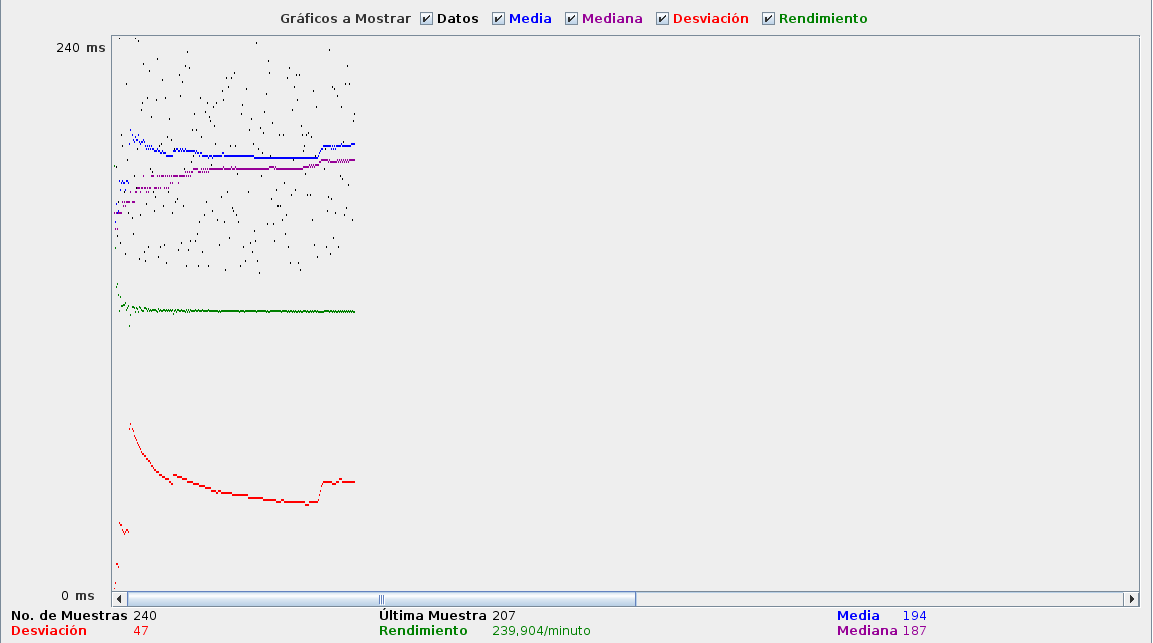 Gráficos a Mostrar Datos Media Mediana Desviación Rendimiento
240 ms
0 ms
No. de Muestras 240 Última Muestra 207 Media 194
Desviación 47 Rendimiento 239,904/minuto Mediana 187